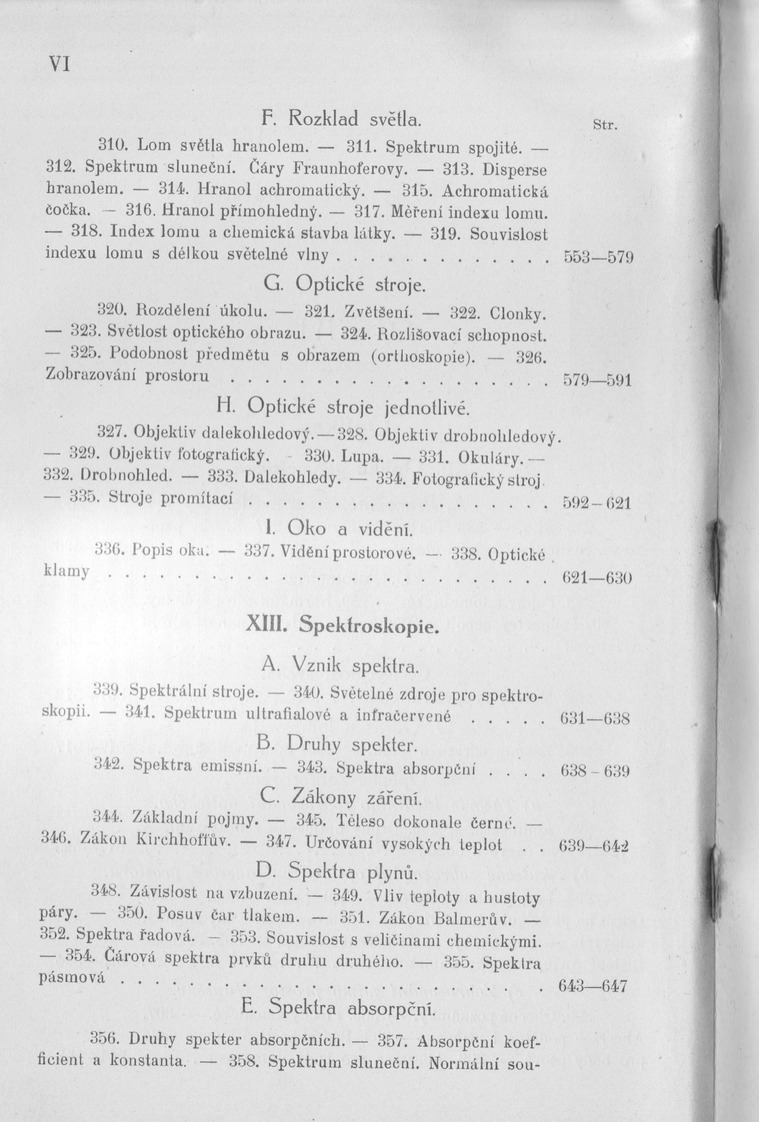 VI
F. Rozklad světla.
Str.
310. Lom světla hranolem. — 311. Spektrum spojité. —
312. Spektrum sluneční. Čáry Fraunhoferovy. — 313. Disperse
hranolem. — 314. Hranol achromatický. — 315. Achromatická
čočka. — 316. Hranol přímohledný. — 317. Měření indexu lomu.
— 318. Index lomu a chemická stavba látky. — 319. Souvislost
indexu lomu s délkou světelné vlny . . . . . . . . . . . . . 553—579
G. Optické stroje.
320. Rozdělení úkolu. — 321. Zvětšení. — 322. Clonky.
— 323. Světlost optického obrazu. — 324. Rozlišovací schopnost.
— 325. Podobnost předmětu s obrazem (orthoskopie). — 326.
Zobrazování prostoru . . . . . . . . . . . . . . . . . . . 579—591
H. Optické stroje jednotlivé.
327. Objektiv dalekohledový. — 328. Objektiv drobnohledový.
— 329. Objektiv fotografický. — 330. Lupa. — 331. Okuláry. —
332. Drobnohled. — 333. Dalekohledy. — 334. Fotografický stroj.
— 335. Stroje promítací . . . . . . . . . . . . . . . . . . 592—621
I. Oko a vidění.
336. Popis oka. — 337. Vidění prostorové. — 338. Optické
klamy . . . . . . . . . . . . . . . . . . . . . . . . . . 621—630
XIII. Spektroskopie.
A. Vznik spektra.
339. Spektrální stroje. — 340. Světelné zdroje pro spektro-
skopii. — 341. Spektrum ultrafialové a infračervené . . . . . 631—638
B. Druhy spekter.
342. Spektra emissní. — 343. Spektra absorpční . . . . 638—639
C. Zákony záření.
344. Základní pojmy. — 345. Těleso dokonale černé. —
346. Zákon Kirchhoffův. — 347. Určování vysokých teplot . . 639—642
D. Spektra plynů.
348. Závislost na vzbuzení. — 349. Vliv teploty a hustoty
páry. — 350. Posuv čar tlakem. — 351. Zákon Balmerův. —
352. Spektra řadová. — 353. Souvislost s veličinami chemickými.
— 354. Čárová spektra prvků druhu druhého. — 355. Spektra
pásmová . . . . . . . . . . . . . . . . . . . . . . . . . 643—647
E. Spektra absorpční.
356. Druhy spekter absorpčních. — 357. Absorpční koef-
ficient a konstanta. — 358. Spektrum sluneční. Normální sou-